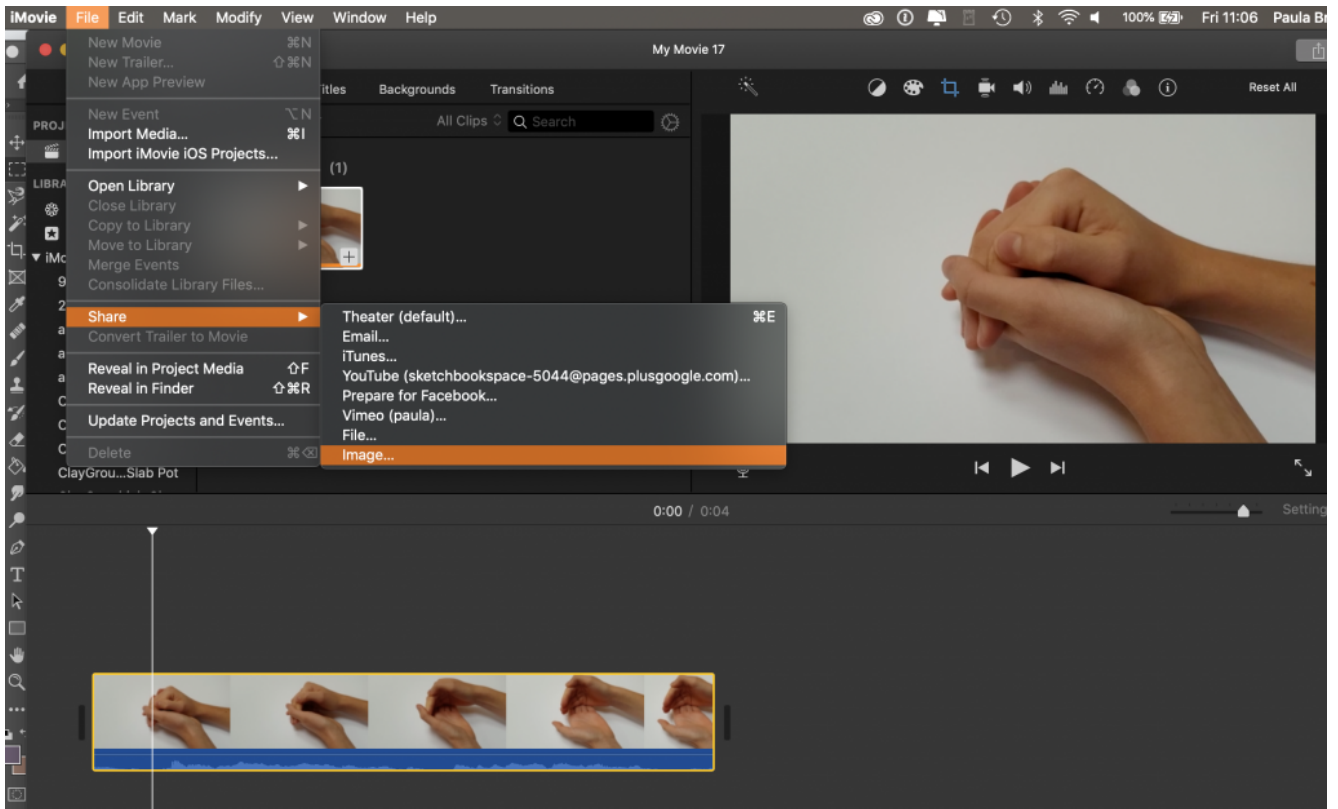 iMovie File Edit Mark Modify View Window Help 100% Fri 11:06 Paula Br
My Movie 17
New Movie ⌘N
New Trailer... ⇧⌘N
New App Preview
New Event ⌥N
Import Media... ⌘I
Import iMovie iOS Projects...
Open Library
Close Library
Copy to Library
Move to Library
Merge Events
Consolidate Library Files...
Share
Convert Trailer to Movie
Reveal in Project Media ⇧F
Reveal in Finder ⇧⌘R
Update Projects and Events...
Delete ⌘⌫
Theater (default)... ⌘E
Email...
iTunes...
YouTube (sketchbookspace-5044@pages.plusgoogle.com)...
Prepare for Facebook...
Vimeo (paula)...
File...
Image...
itles Backgrounds Transitions
All Clips Search
(1)
PROJ
LIBRA
iMo
9
2
a
a
a
C
C
C
ClayGrou...Slab Pot
Reset All
0:00 / 0:04
Setting